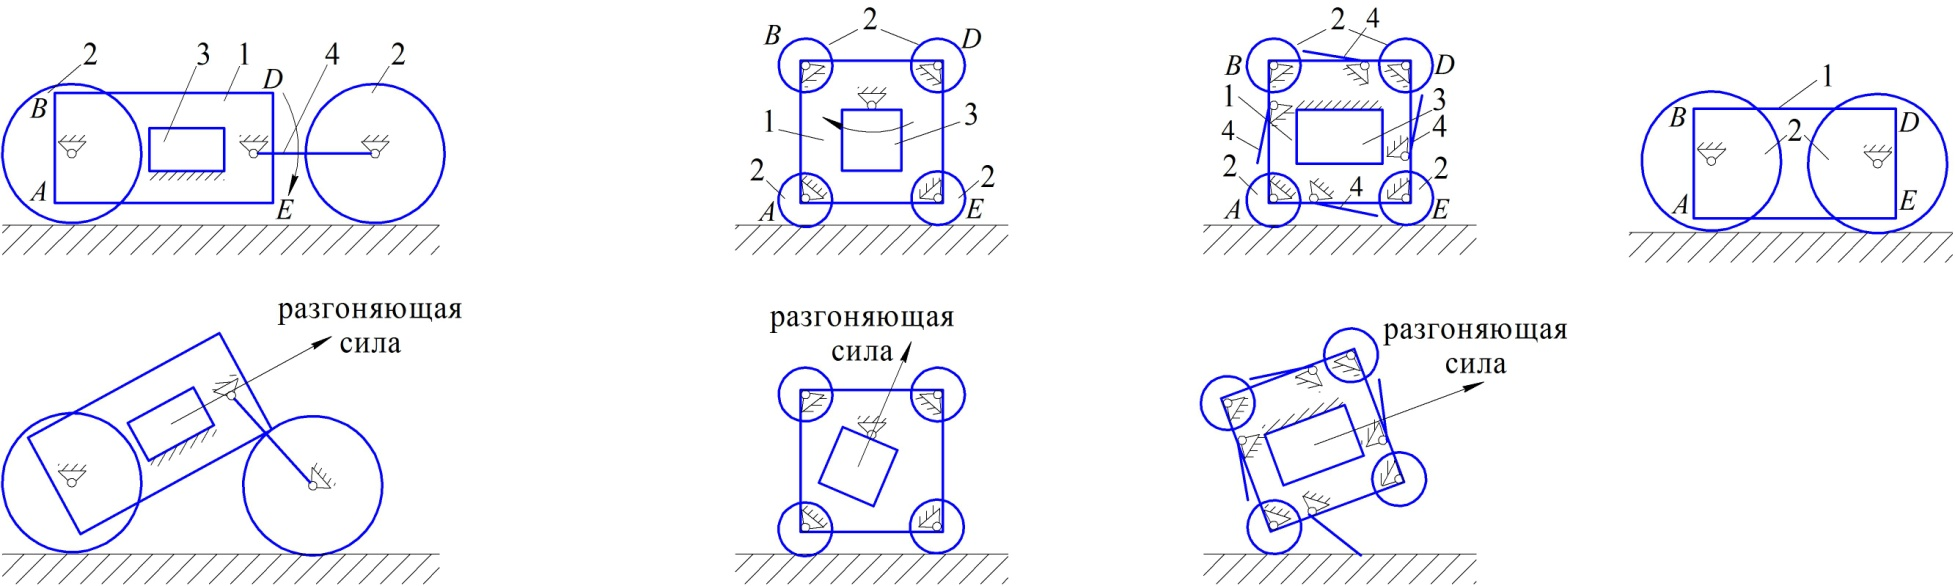 2 3 1 4 D 2
B
A
E
B 2 D
1 3
2 2
A E
2 4
B D
1 3
4 4
2 4 2
A E
1
B D
2
A E
разгоняющая
сила
разгоняющая
сила
разгоняющая
сила